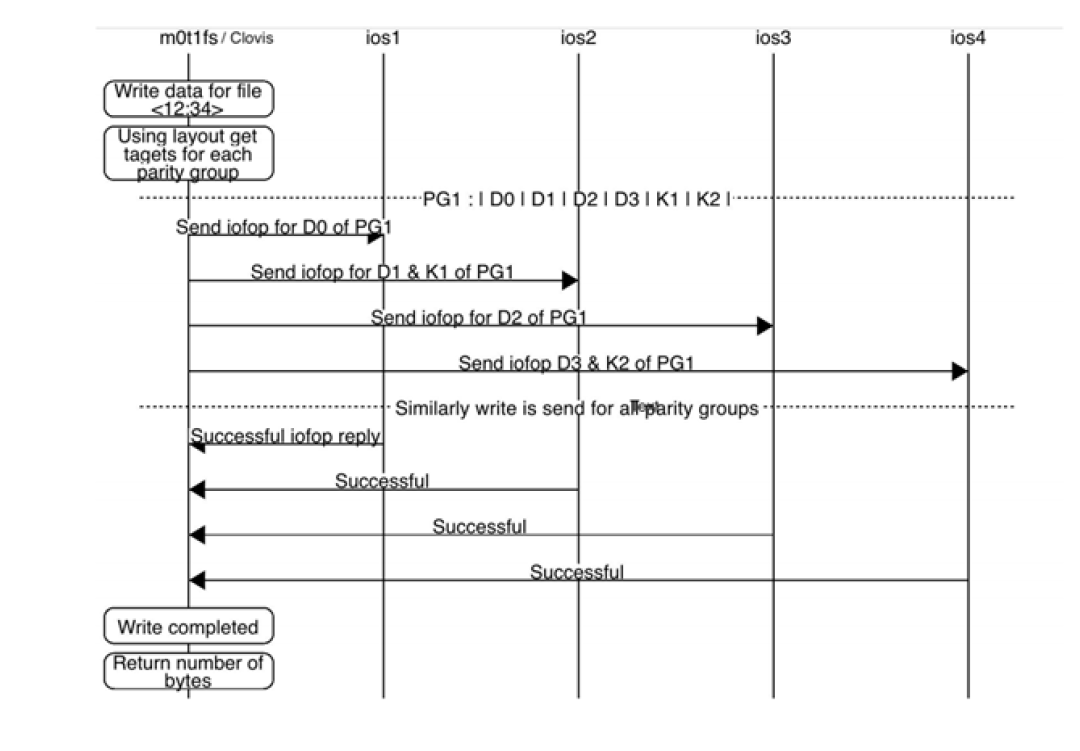 m0t1fs / Clovis ios1 ios2 ios3 ios4
Write data for file
<12:34>
Using layout get
tagets for each
parity group
PG1 : | D0 | D1 | D2 | D3 | K1 | K2 |
Send iofop for D0 of PG1
Send iofop for D1 & K1 of PG1
Send iofop for D2 of PG1
Send iofop D3 & K2 of PG1
Similarly write is send for all parity groups
Successful iofop reply
Successful
Successful
Successful
Write completed
Return number of
bytes